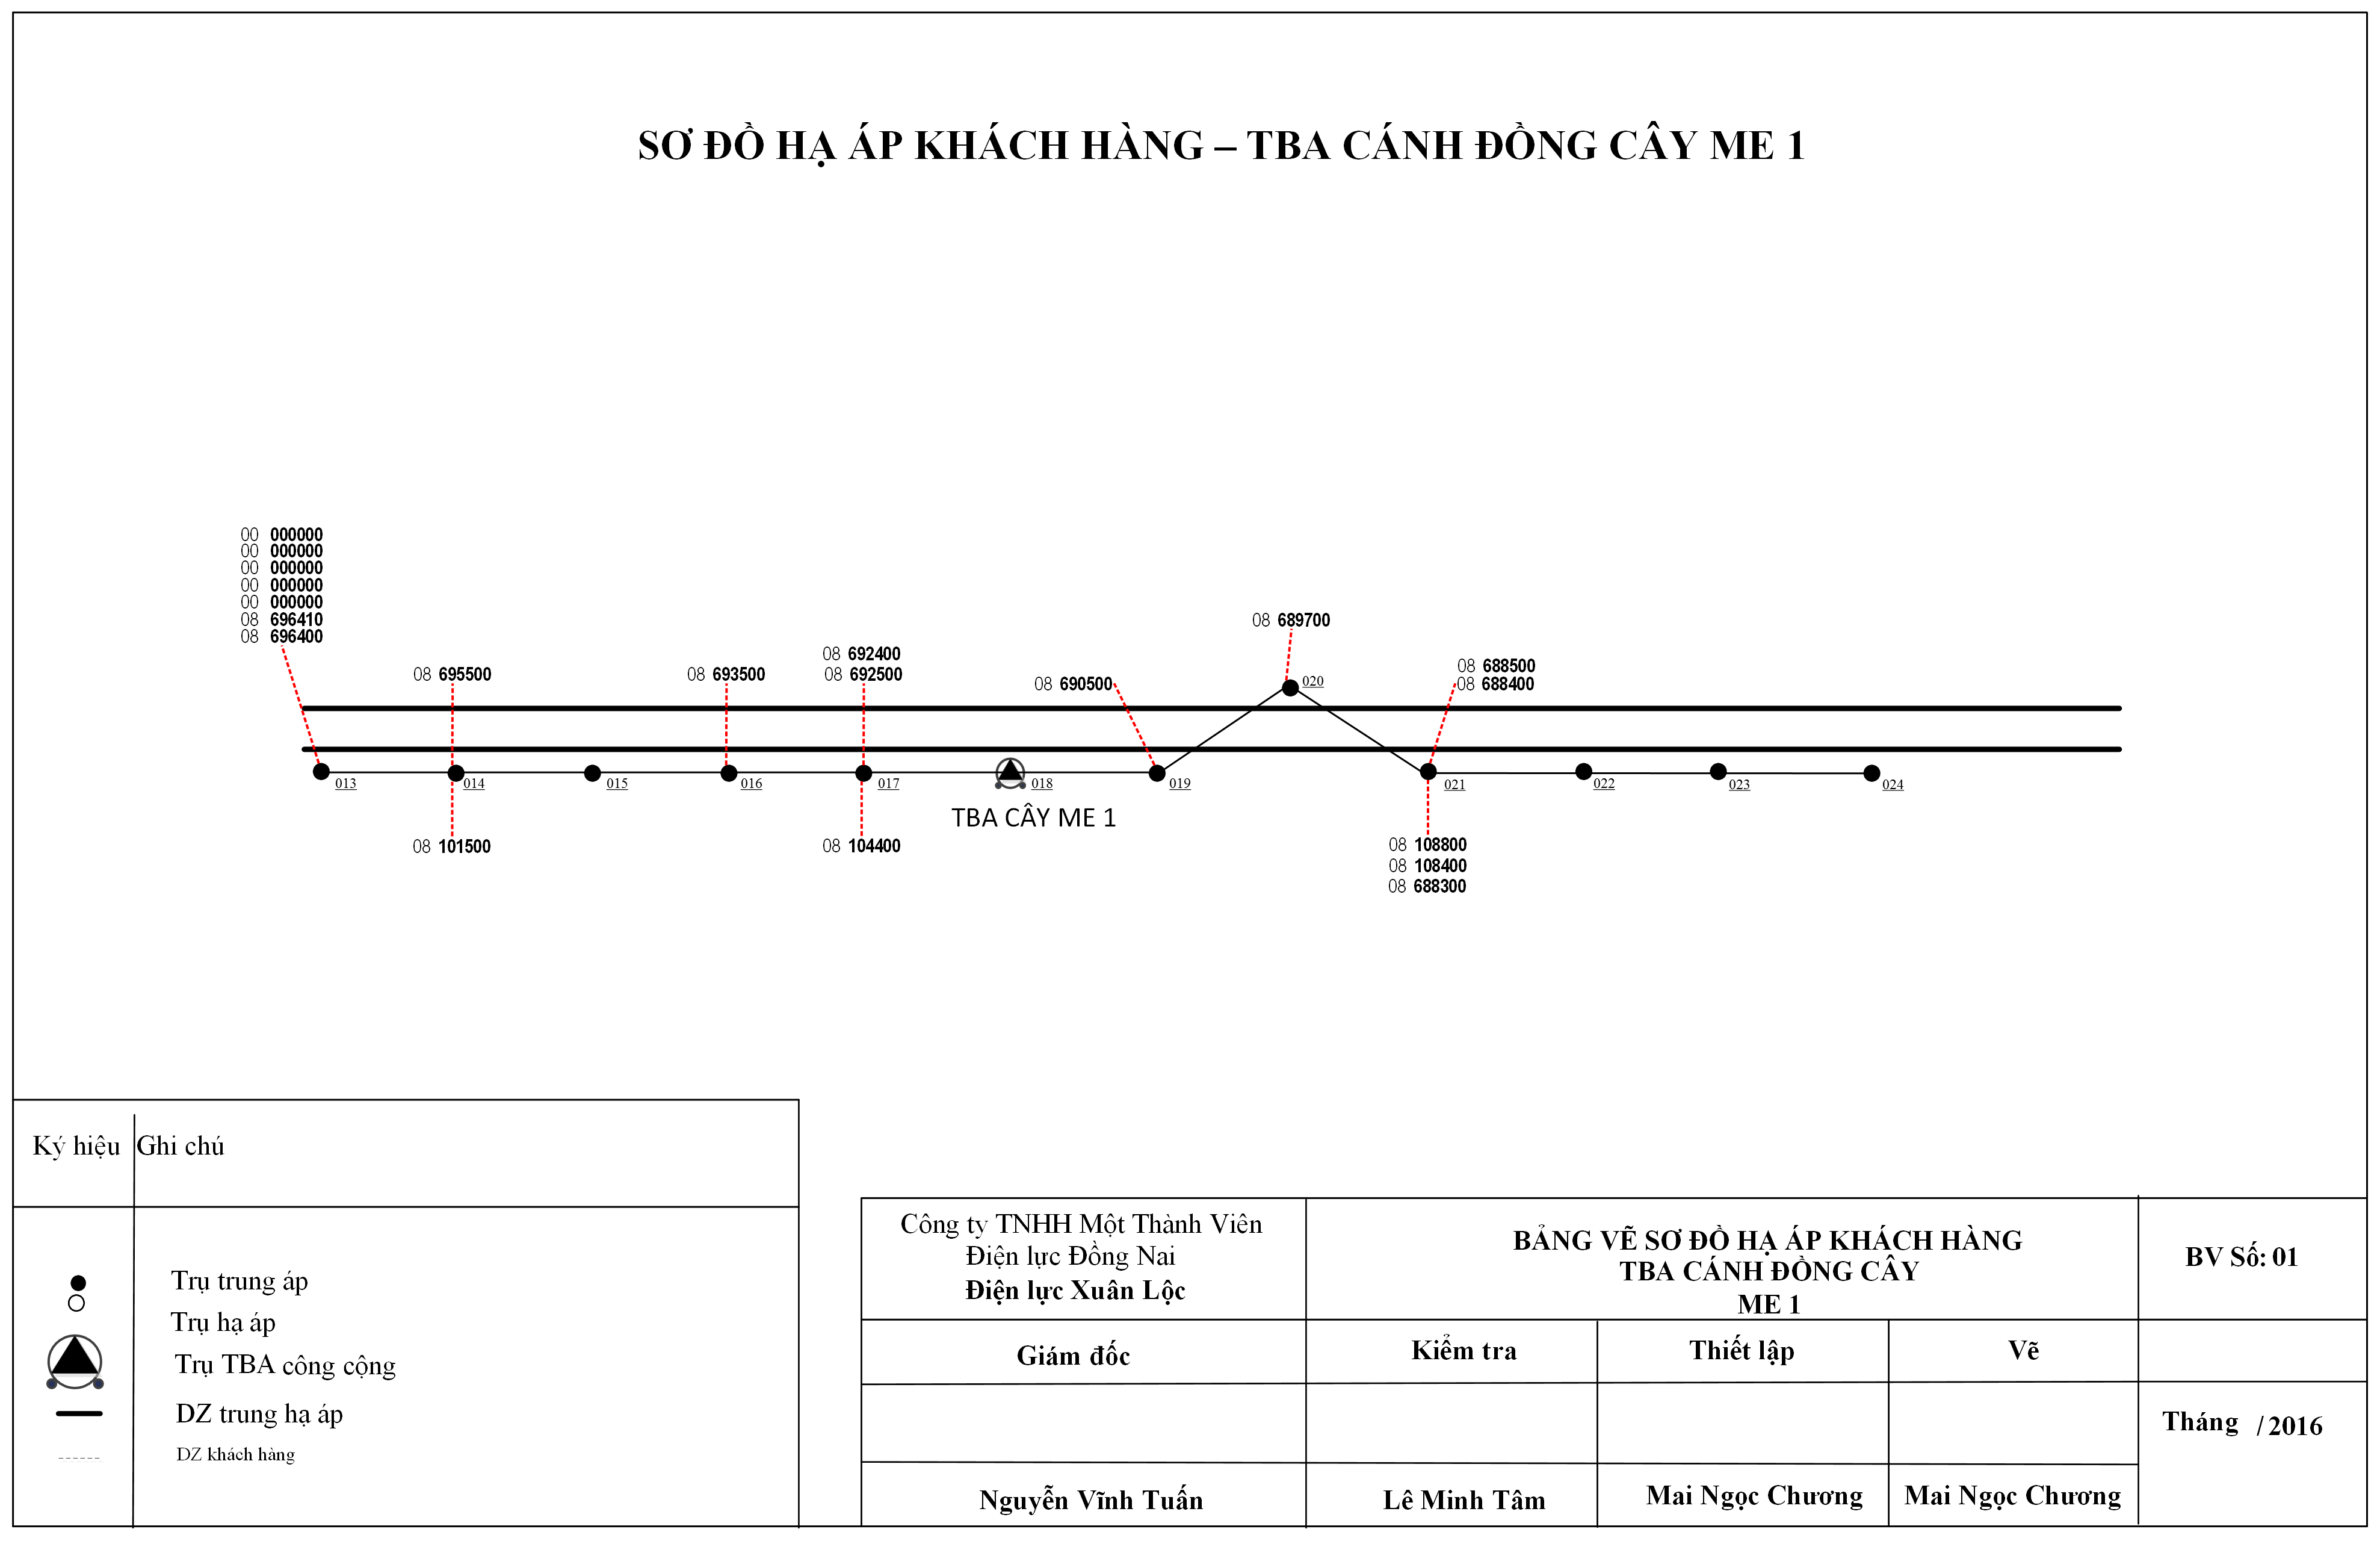 SƠ ĐỒ HẠ ÁP KHÁCH HÀNG – TBA CÁNH ĐỒNG CÂY ME 1
00 000000
00 000000
00 000000
00 000000
00 000000
08 696410
08 696400
08 695500
08 693500
08 692400
08 692500
08 690500
08 689700
08 688500
08 688400
020
013
014
015
016
017
018
019
021
022
023
024
TBA CÂY ME 1
08 101500
08 104400
08 108800
08 108400
08 688300
Ký hiệu Ghi chú
Trụ trung áp
Trụ hạ áp
Trụ TBA công cộng
DZ trung hạ áp
DZ khách hàng
Công ty TNHH Một Thành Viên
Điện lực Đồng Nai
Điện lực Xuân Lộc
BẢNG VẼ SƠ ĐỒ HẠ ÁP KHÁCH HÀNG
TBA CÁNH ĐỒNG CÂY
ME 1
BV Số: 01
Giám đốc
Kiểm tra
Thiết lập
Vẽ
Tháng / 2016
Nguyễn Vĩnh Tuấn
Lê Minh Tâm
Mai Ngọc Chương
Mai Ngọc Chương